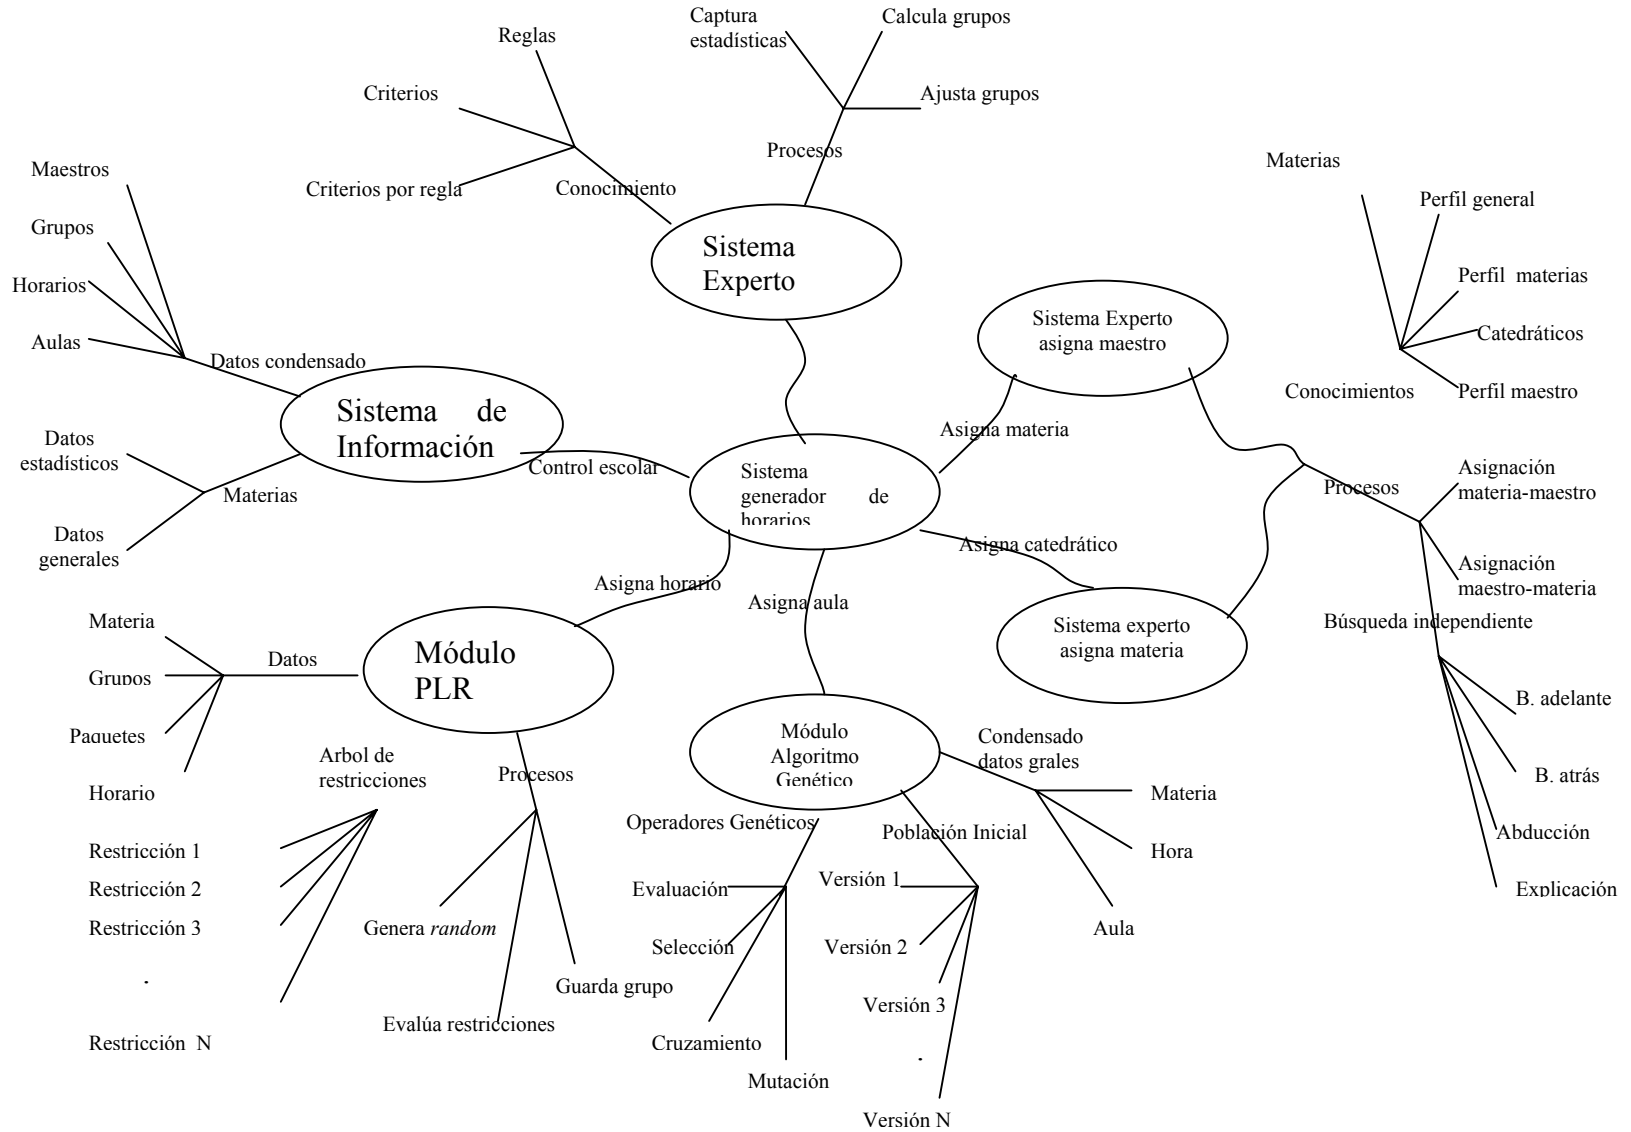 Reglas
Criterios
Criterios por regla
Conocimiento
Captura
estadísticas
Calcula grupos
Ajusta grupos
Procesos
Sistema
Experto
Maestros
Grupos
Horarios
Aulas
Datos condensado
Sistema de
Información
Datos
estadísticos
Datos
generales
Materias
Control escolar
Sistema
generador de
horarios
Sistema Experto
asigna maestro
Asigna materia
Materias
Perfil general
Perfil materias
Catedráticos
Perfil maestro
Conocimientos
Asignación
materia-maestro
Procesos
Asignación
maestro-materia
Búsqueda independiente
B. adelante
B. atrás
Abducción
Explicación
Asigna catedrático
Sistema experto
asigna materia
Asigna horario
Asigna aula
Materia
Datos
Grupos
Paquetes
Horario
Módulo
PLR
Arbol de
restricciones
Procesos
Restricción 1
Restricción 2
Restricción 3
.
Restricción N
Genera random
Guarda grupo
Evalúa restricciones
Módulo
Algoritmo
Genético
Condensado
datos grales
Materia
Hora
Aula
Operadores Genéticos
Población Inicial
Evaluación
Selección
Cruzamiento
Mutación
Versión 1
Versión 2
Versión 3
.
Versión N